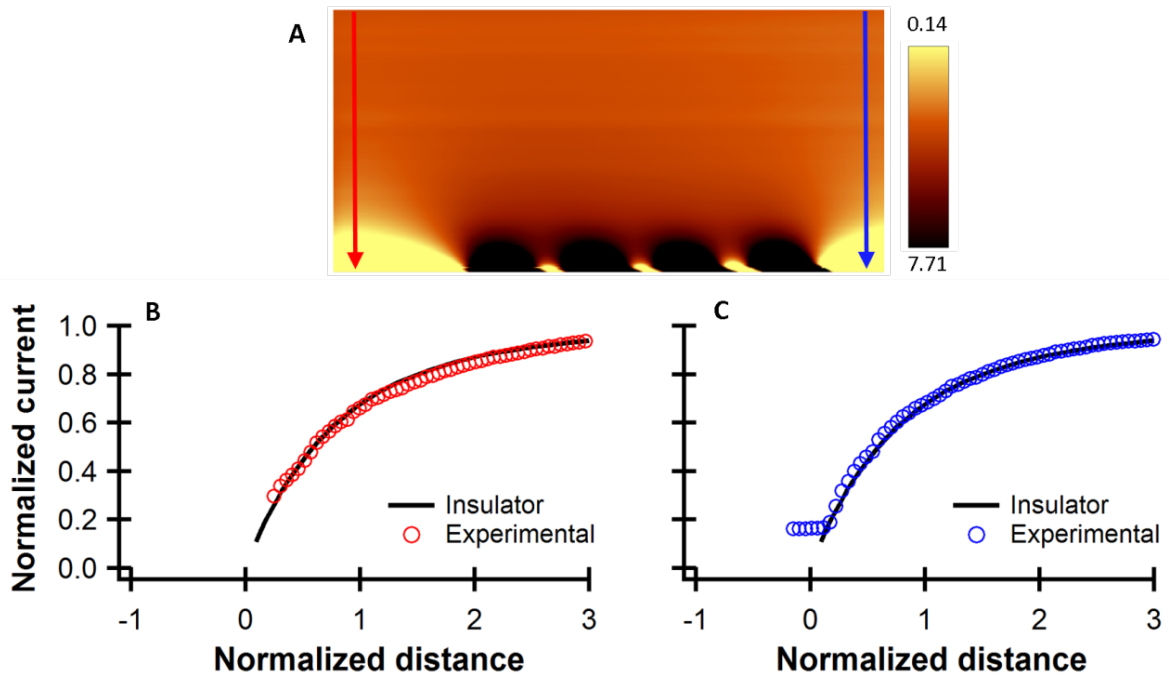 A
0.14
7.71
B
1.0
0.8
0.6
0.4
0.2
0.0
Normalized current
Insulator
Experimental
-1 0 1 2 3
Normalized distance
C
Insulator
Experimental
-1 0 1 2 3
Normalized distance